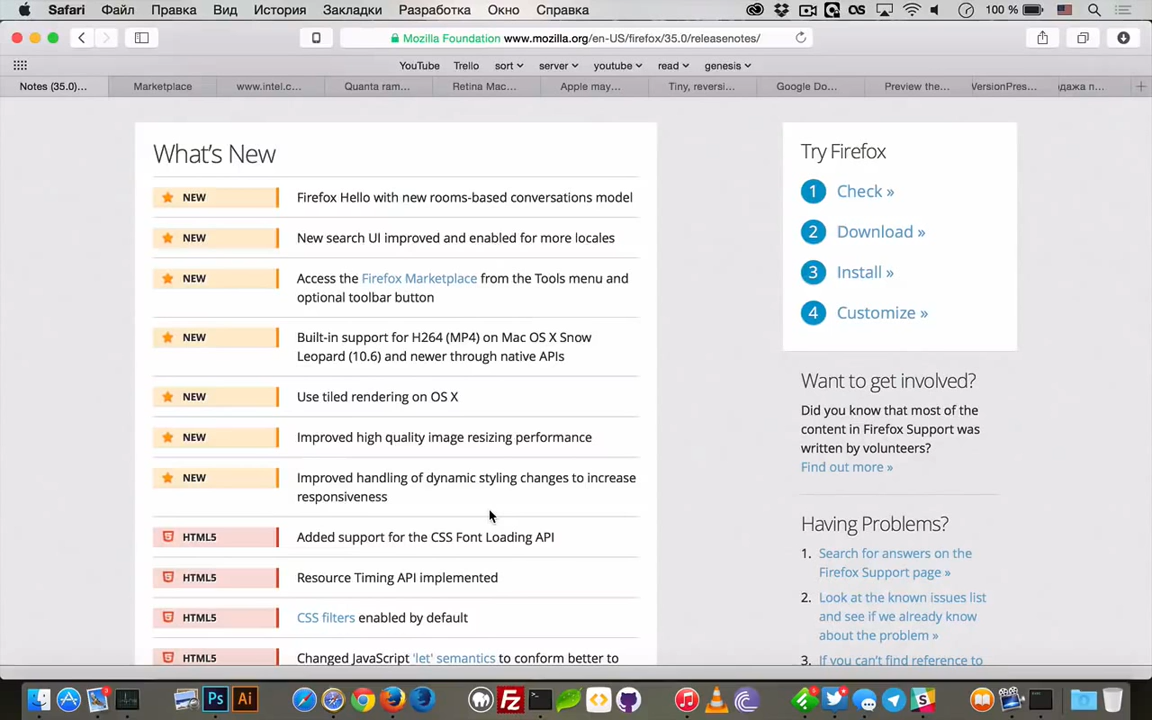 Safari Файл Правка Вид История Закладки Разработка Окно Справка 100 %
Mozilla Foundation www.mozilla.org/en-US/firefox/35.0/releasenotes/
YouTube Trello sort server youtube read genesis
Notes (35.0)... Marketplace www.intel.c... Quanta ram... Retina Mac... Apple may... Tiny, reversi... Google Do... Preview the... VersionPres...
What's New
NEW Firefox Hello with new rooms-based conversations model
NEW New search UI improved and enabled for more locales
NEW Access the Firefox Marketplace from the Tools menu and
optional toolbar button
NEW Built-in support for H264 (MP4) on Mac OS X Snow
Leopard (10.6) and newer through native APIs
NEW Use tiled rendering on OS X
NEW Improved high quality image resizing performance
NEW Improved handling of dynamic styling changes to increase
responsiveness
HTML5 Added support for the CSS Font Loading API
HTML5 Resource Timing API implemented
HTML5 CSS filters enabled by default
HTML5 Changed JavaScript 'let' semantics to conform better to
Try Firefox
1 Check »
2 Download »
3 Install »
4 Customize »
Want to get involved?
Did you know that most of the
content in Firefox Support was
written by volunteers?
Find out more »
Having Problems?
1. Search for answers on the
Firefox Support page »
2. Look at the known issues list
and see if we already know
about the problem »
3. If you can't find reference to
Ps Ai Fz